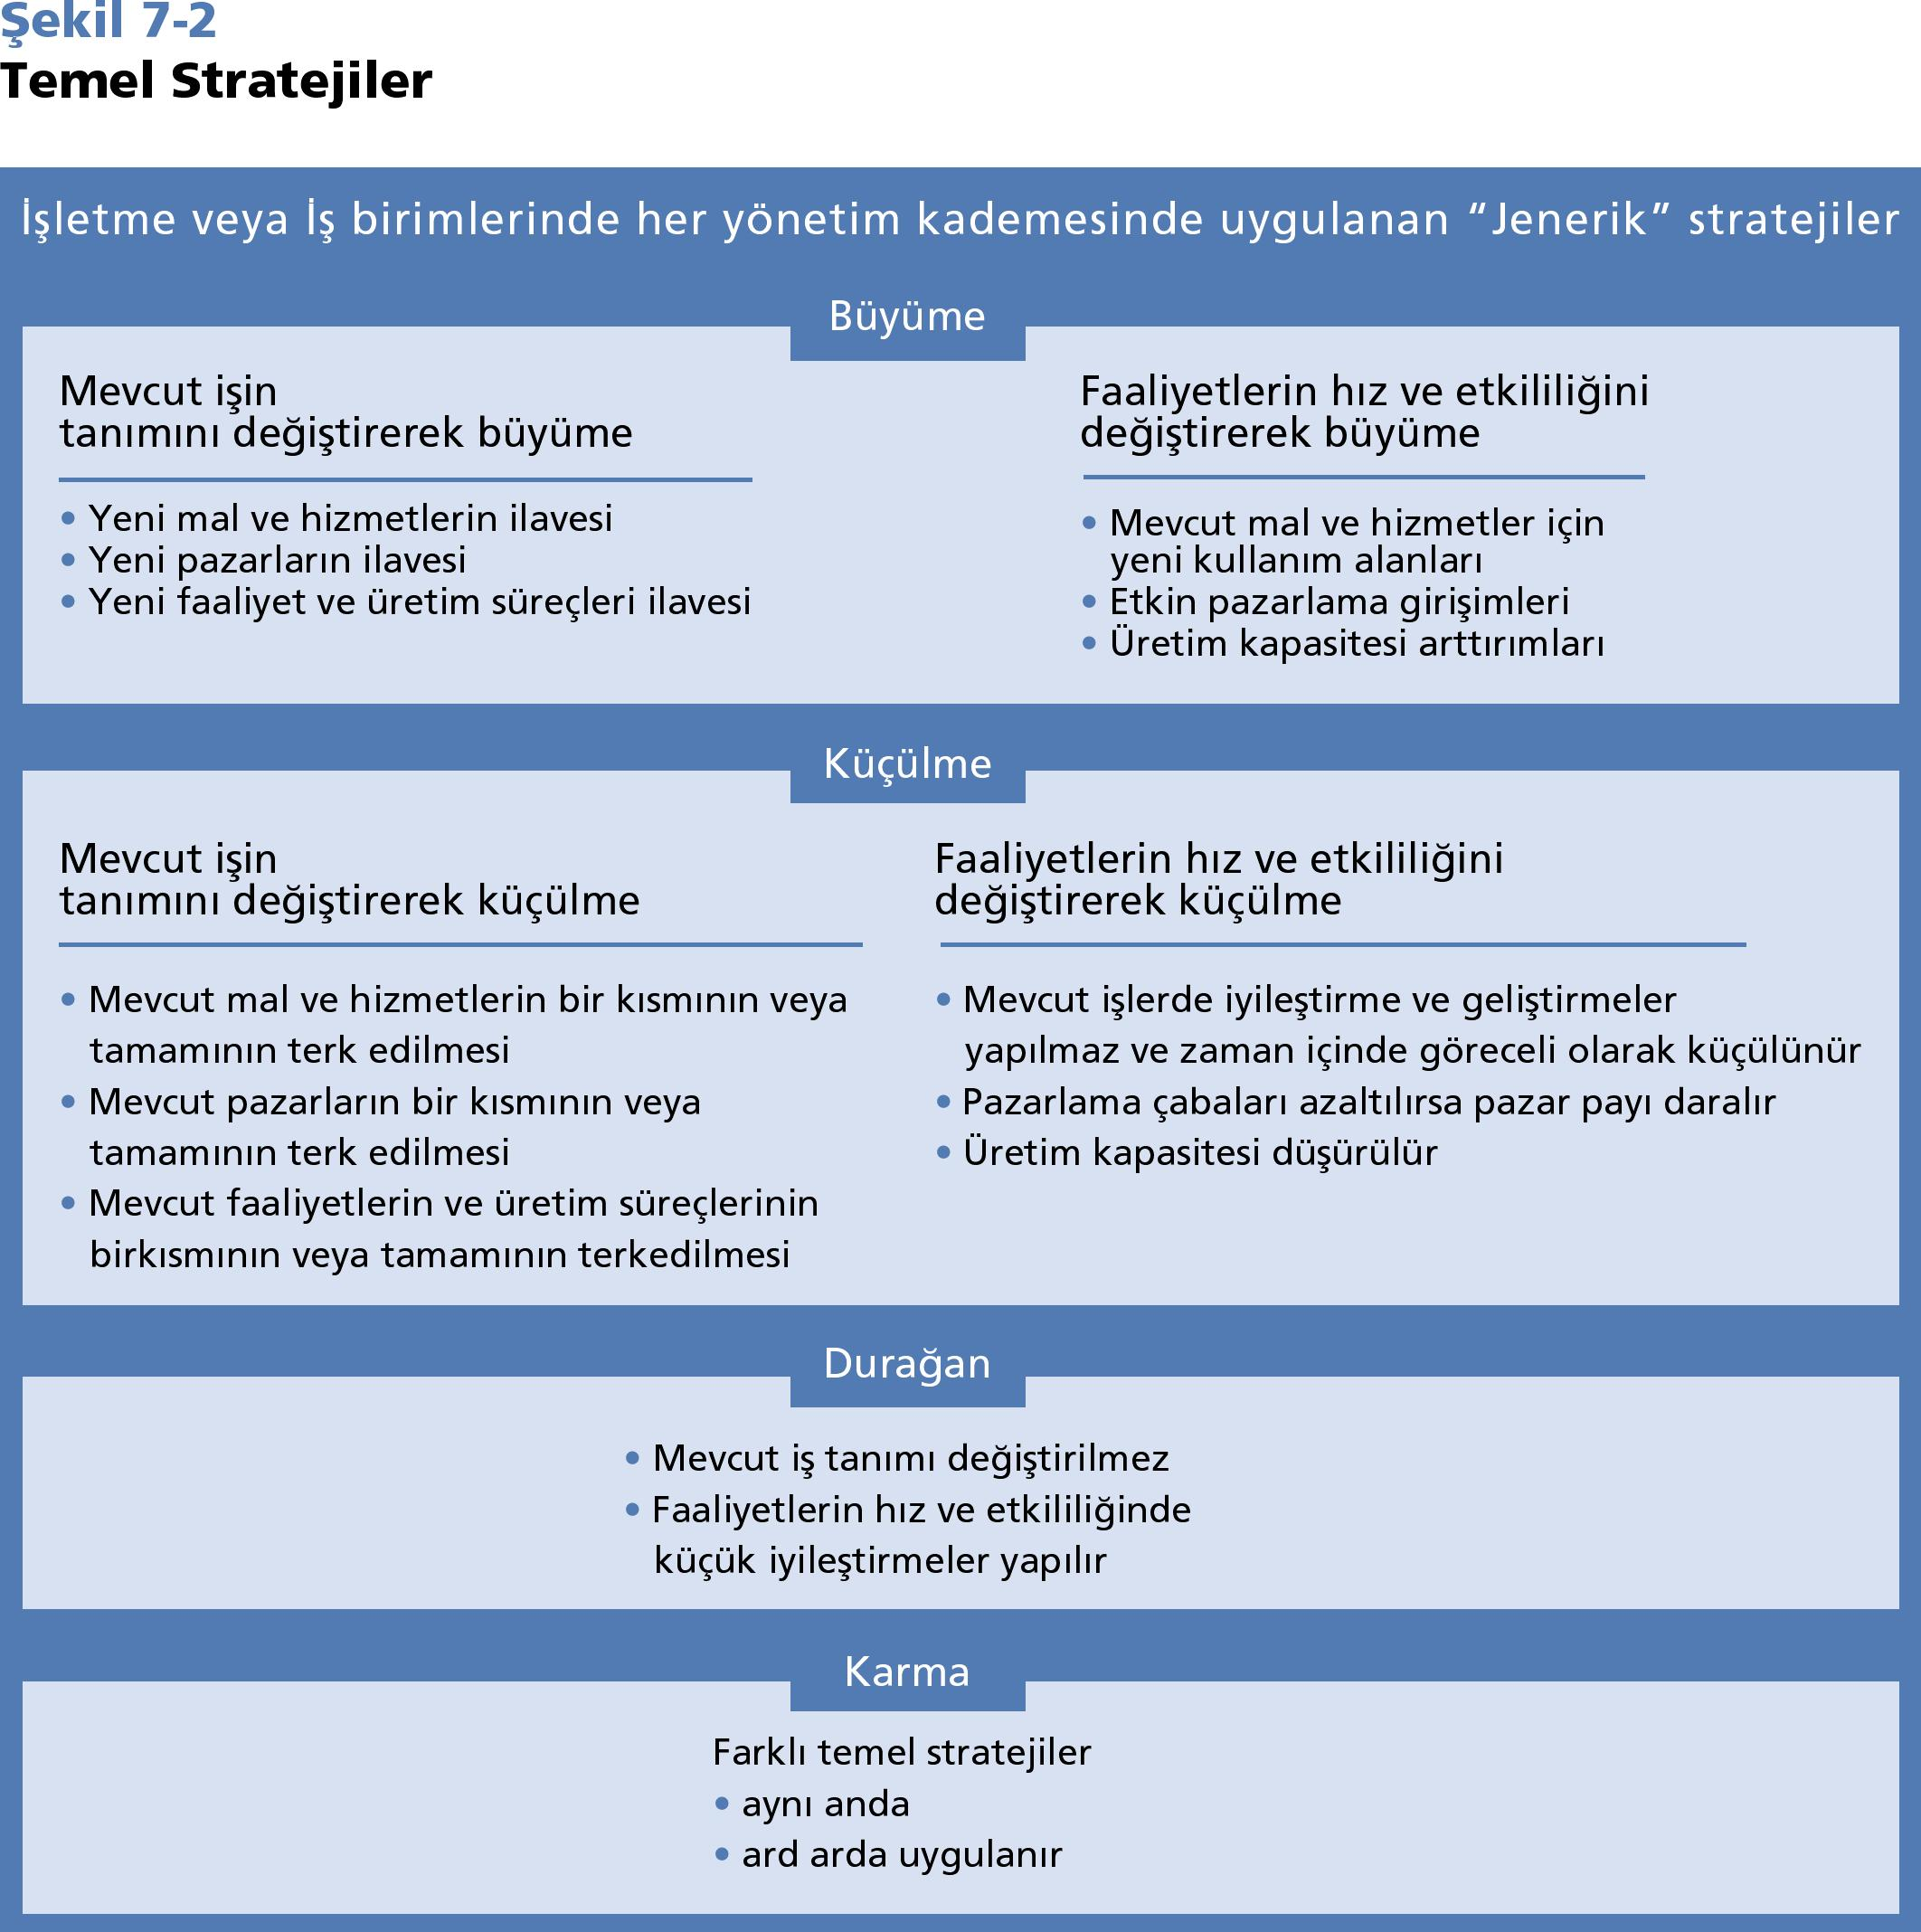 Şekil 7-2
Temel Stratejiler
İşletme veya İş birimlerinde her yönetim kademesinde uygulanan “Jenerik” stratejiler
Büyüme
Mevcut işin
tanımını değiştirerek büyüme
• Yeni mal ve hizmetlerin ilavesi
• Yeni pazarların ilavesi
• Yeni faaliyet ve üretim süreçleri ilavesi
Faaliyetlerin hız ve etkililiğini
değiştirerek büyüme
• Mevcut mal ve hizmetler için
yeni kullanım alanları
• Etkin pazarlama girişimleri
• Üretim kapasitesi arttırımları
Küçülme
Mevcut işin
tanımını değiştirerek küçülme
• Mevcut mal ve hizmetlerin bir kısmının veya
tamamının terk edilmesi
• Mevcut pazarların bir kısmının veya
tamamının terk edilmesi
• Mevcut faaliyetlerin ve üretim süreçlerinin
birkısmının veya tamamının terkedilmesi
Faaliyetlerin hız ve etkililiğini
değiştirerek küçülme
• Mevcut işlerde iyileştirme ve geliştirmeler
yapılmaz ve zaman içinde göreceli olarak küçülünür
• Pazarlama çabaları azaltılırsa pazar payı daralır
• Üretim kapasitesi düşürülür
Durağan
• Mevcut iş tanımı değiştirilmez
• Faaliyetlerin hız ve etkililiğinde
küçük iyileştirmeler yapılır
Karma
Farklı temel stratejiler
• aynı anda
• ard arda uygulanır